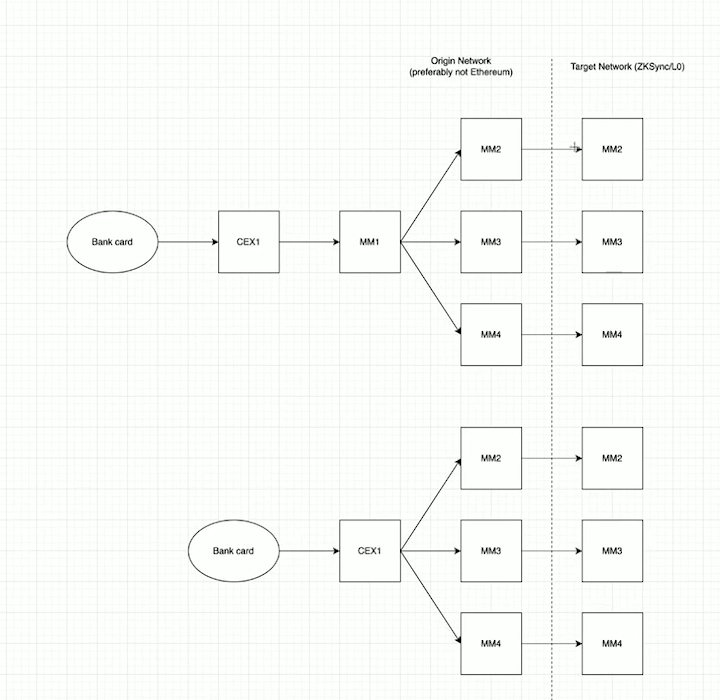 Origin Network
(preferably not Ethereum)
Target Network (ZKSync/L0)
MM2
MM2
Bank card
CEX1
MM1
MM3
MM3
MM4
MM4
MM2
MM2
Bank card
CEX1
MM3
MM3
MM4
MM4